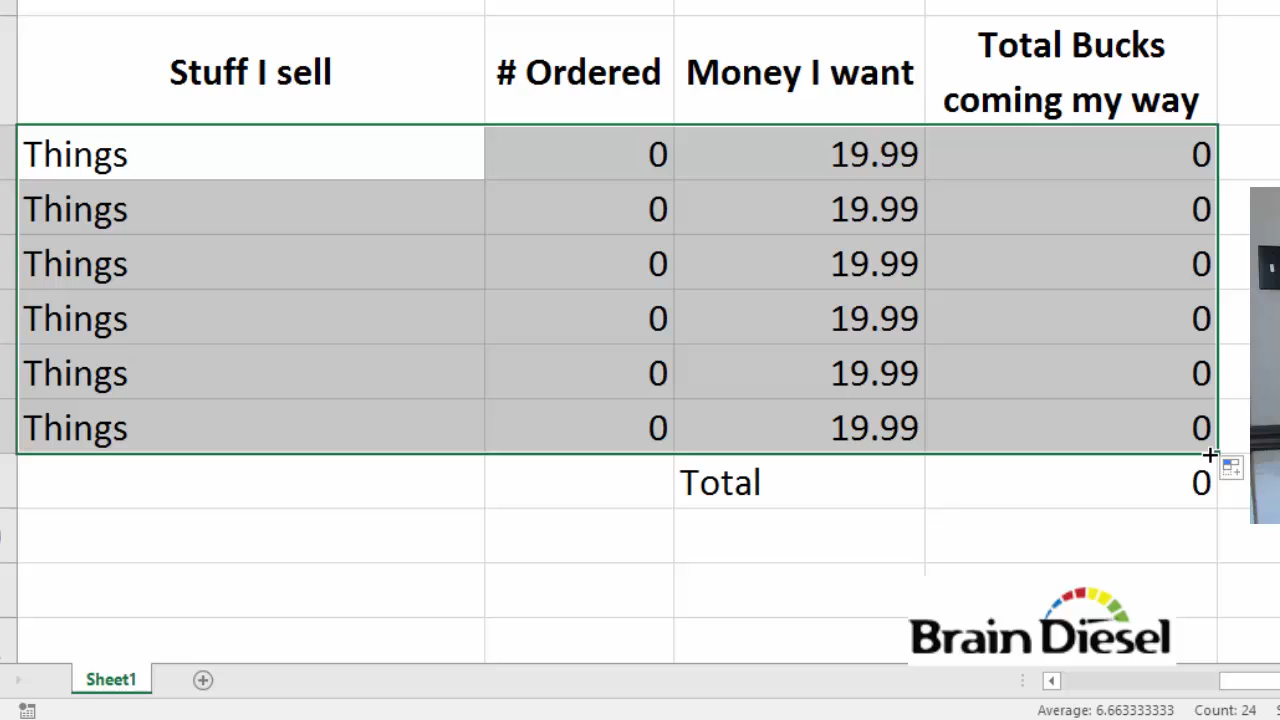 Stuff I sell # Ordered Money I want Total Bucks
coming my way
Things 0 19.99 0
Things 0 19.99 0
Things 0 19.99 0
Things 0 19.99 0
Things 0 19.99 0
Things 0 19.99 0
Total 0
Brain Diesel
Sheet1
Average: 6.663333333 Count: 24